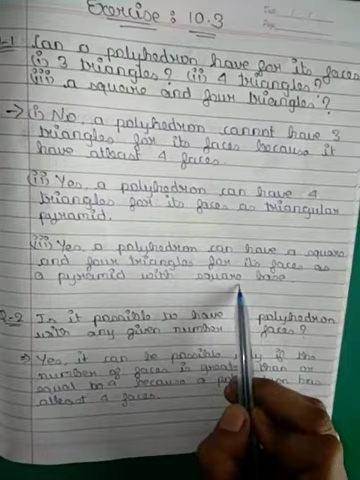 Exercise : 10.3
Q-1 Can a polyhedron have for its faces
(i) 3 triangles? (ii) 4 triangles?
(iii) a square and four triangles?
→ (i) No, a polyhedron cannot have 3
triangles for its faces because it
have atleast 4 faces.
(ii) Yes, a polyhedron can have 4
triangles for its faces as triangular
pyramid.
(iii) Yes, a polyhedron can have a square
and four triangles for its faces as
a pyramid with square base.
Q-2 Is it possible to have polyhedron
with any given number faces?
⇒ Yes, it can be possible only if the
number of faces is greater than or
equal to 4 because a polyhedron has
atleast 4 faces.